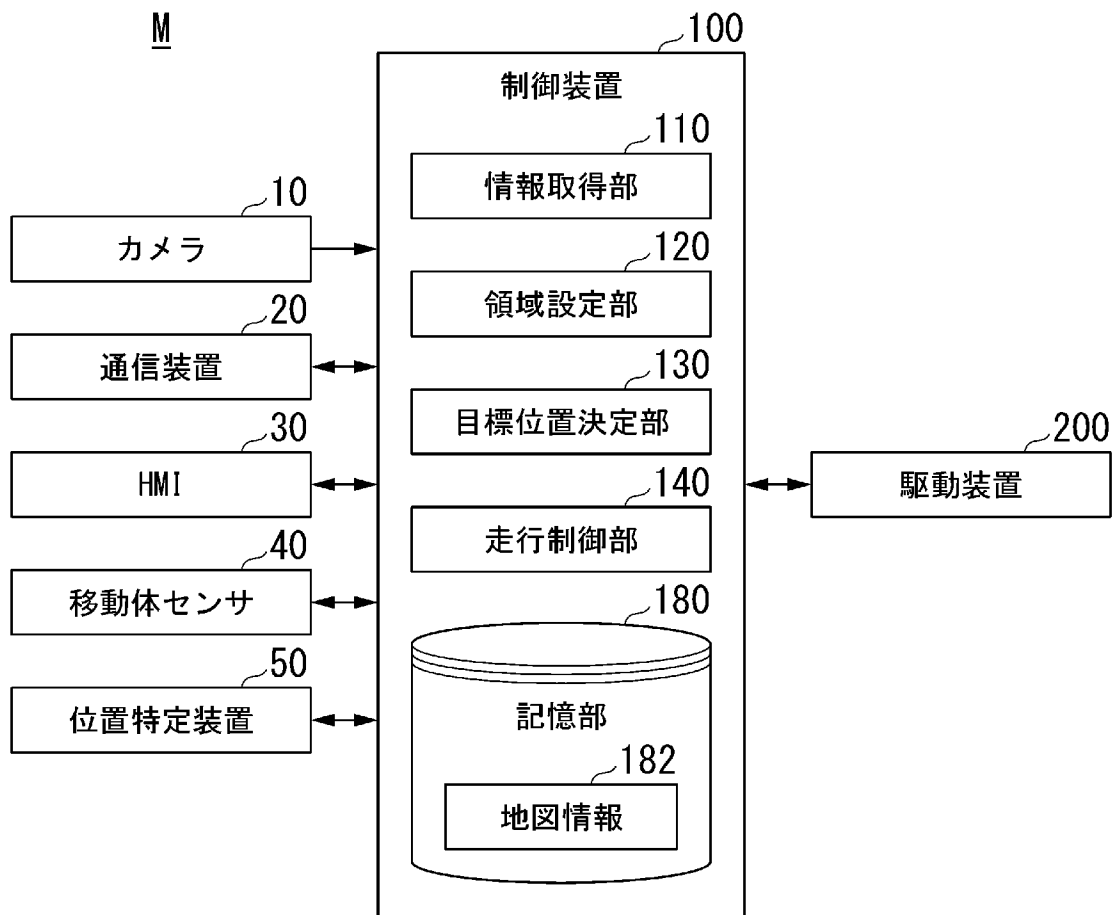 M
100
制御装置
110
情報取得部
10
カメラ
120
領域設定部
20
通信装置
130
目標位置決定部
30
HMI
200
駆動装置
140
走行制御部
40
移動体センサ
180
記憶部
50
位置特定装置
182
地図情報